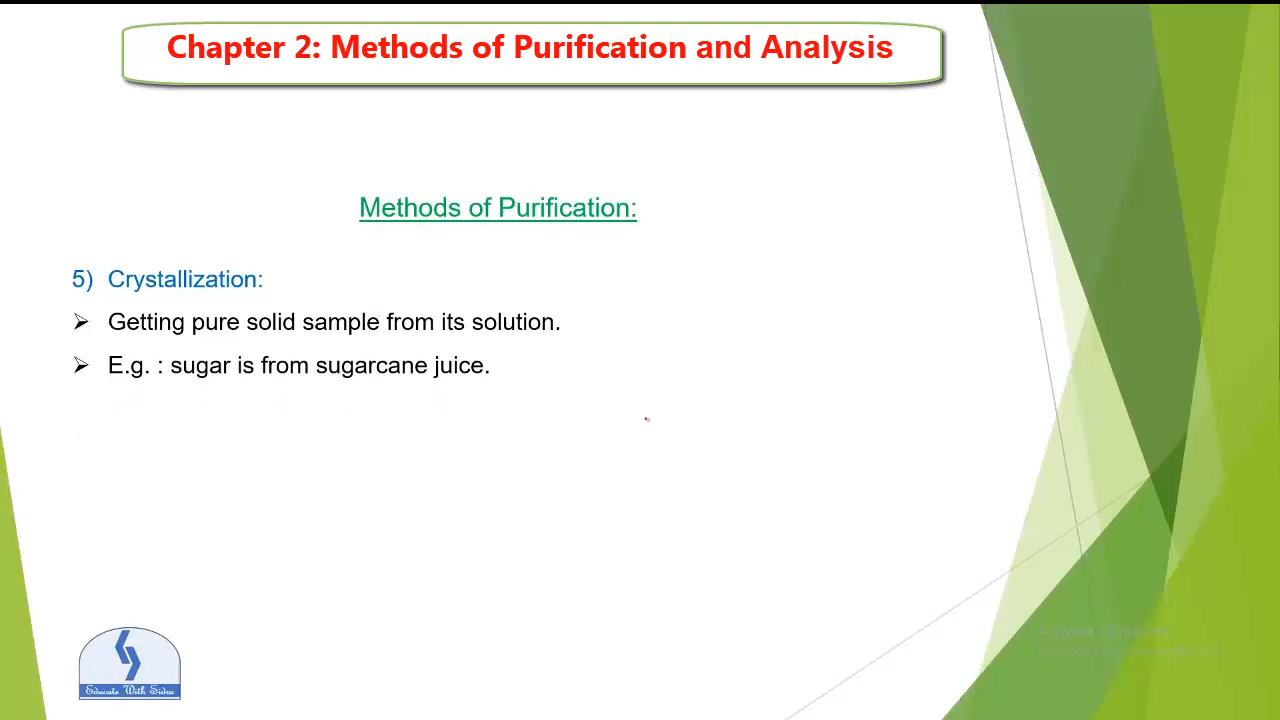 Chapter 2: Methods of Purification and Analysis
Methods of Purification:
5) Crystallization:
➢ Getting pure solid sample from its solution.
➢ E.g. : sugar is from sugarcane juice.
Educate With Sidra